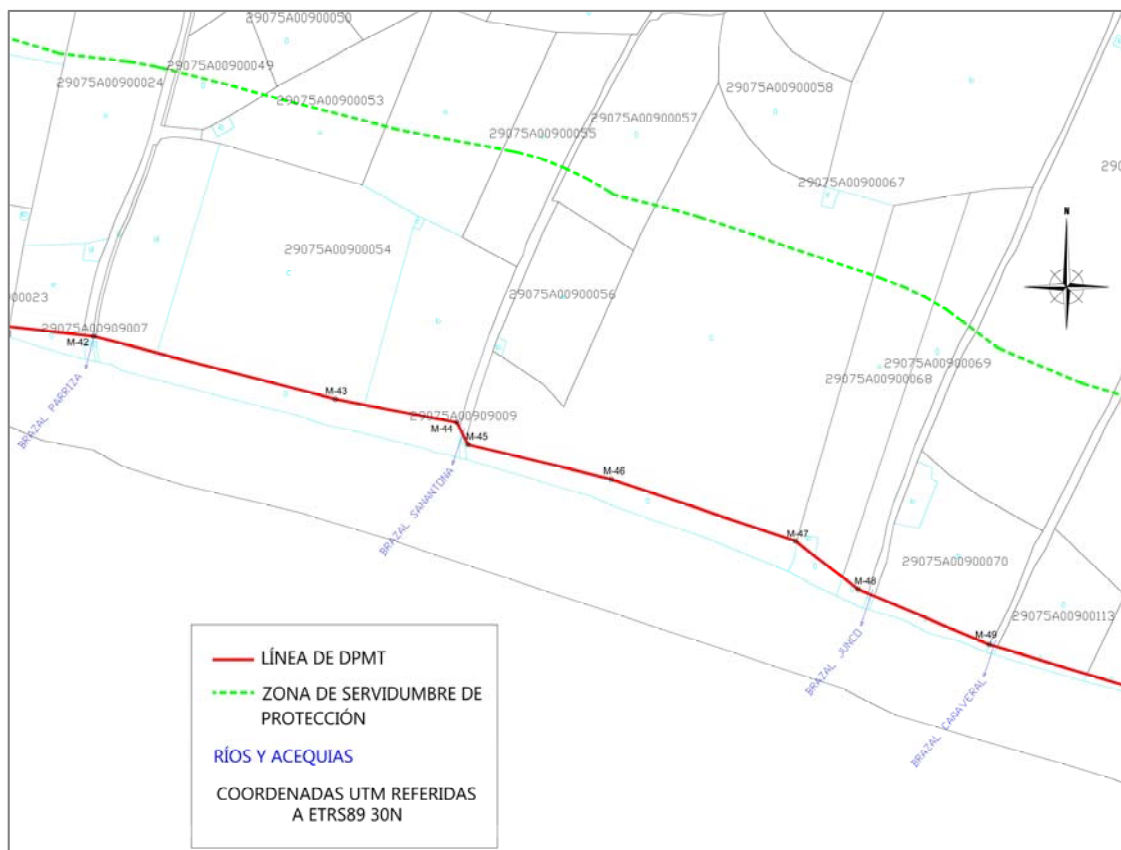 29075A00900050
29075A00900049
29075A00900024
29075A00900058
29075A00900053
29075A00900057
29075A00900055
29075A00900067
N
29075A00900054
29075A00900056
00023
29075A00909007
M-42
29075A00900069
29075A00900068
BRAZAL PARRIZA
M-43
29075A00909009
M-44
M-45
M-46
BRAZAL SANANTONA
M-47
29075A00900070
M-48
29075A00900113
M-49
BRAZAL JUNCO
BRAZAL CAÑAVERAL
LÍNEA DE DPMT
ZONA DE SERVIDUMBRE DE
PROTECCIÓN
RÍOS Y ACEQUIAS
COORDENADAS UTM REFERIDAS
A ETRS89 30N